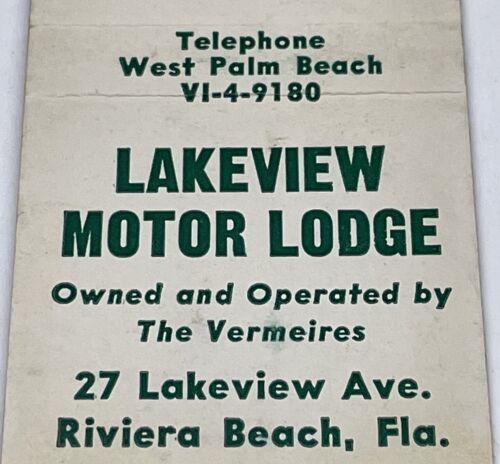 Telephone
West Palm Beach
VI-4-9180
LAKEVIEW
MOTOR LODGE
Owned and Operated by
The Vermeires
27 Lakeview Ave.
Riviera Beach, Fla.